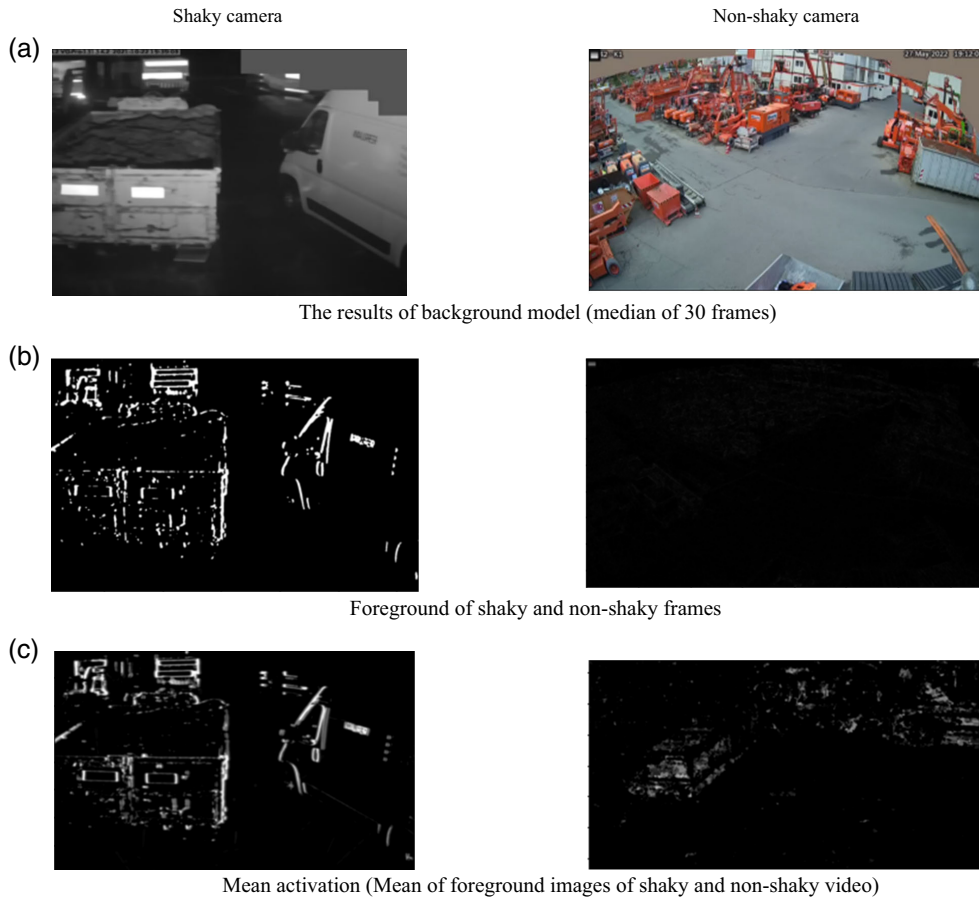 Shaky camera
Non-shaky camera
(a)
27 May 2022
The results of background model (median of 30 frames)
(b)
Foreground of shaky and non-shaky frames
(c)
Mean activation (Mean of foreground images of shaky and non-shaky video)